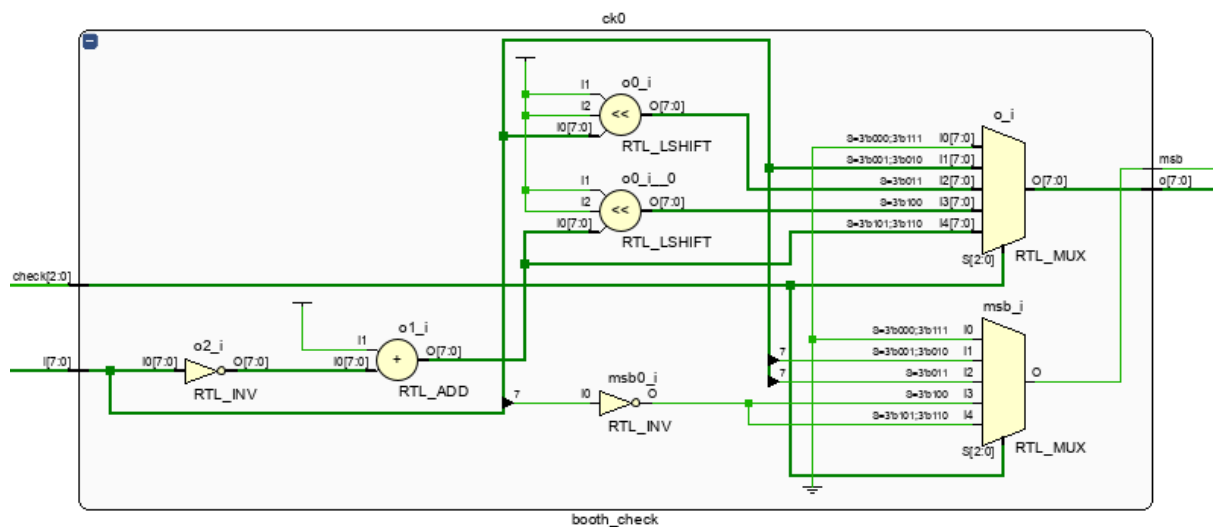 ck0
o0_i
I1
I2
I0[7:0]
<<
O[7:0]
RTL_LSHIFT
o0_i__0
I1
I2
I0[7:0]
<<
O[7:0]
RTL_LSHIFT
o_i
S=3'b000;3'b111 I0[7:0]
S=3'b001;3'b010 I1[7:0]
S=3'b011 I2[7:0]
S=3'b100 I3[7:0]
S=3'b101;3'b110 I4[7:0]
O[7:0]
S[2:0]
RTL_MUX
msb
o[7:0]
check[2:0]
I[7:0]
o2_i
I0[7:0] O[7:0]
RTL_INV
o1_i
I1
I0[7:0]
+
O[7:0]
RTL_ADD
7
msb0_i
I0 O
RTL_INV
msb_i
S=3'b000;3'b111 I0
7 S=3'b001;3'b010 I1
7 S=3'b011 I2
S=3'b100 I3
S=3'b101;3'b110 I4
O
S[2:0]
RTL_MUX
booth_check